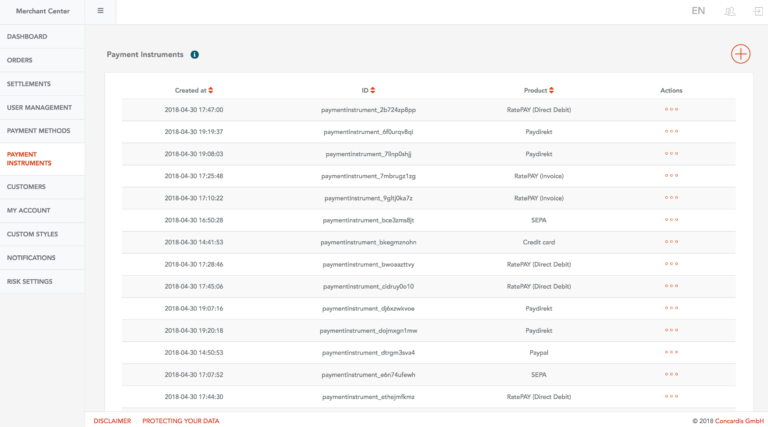 Merchant Center
EN
DASHBOARD
ORDERS
SETTLEMENTS
USER MANAGEMENT
PAYMENT METHODS
PAYMENT
INSTRUMENTS
CUSTOMERS
MY ACCOUNT
CUSTOM STYLES
NOTIFICATIONS
RISK SETTINGS
Payment Instruments
Created at ID Product Actions
2018-04-30 17:47:00 paymentinstrument_2b724zp8pp RatePAY (Direct Debit)
2018-04-30 19:19:37 paymentinstrument_6f0urqv8qi Paydirekt
2018-04-30 19:08:03 Paydirekt
2018-04-30 17:25:48 paymentinstrument_7mbrugz1zg RatePAY (Invoice)
2018-04-30 17:10:22 RatePAY (Invoice)
2018-04-30 16:50:28 paymentinstrument_bce3zms8jt SEPA
2018-04-30 14:41:53 paymentinstrument_bkegmznohn Credit card
2018-04-30 17:28:46 paymentinstrument_bwoaazttvy RatePAY (Direct Debit)
2018-04-30 17:45:06 paymentinstrument_cidruy0o10 RatePAY (Direct Debit)
2018-04-30 19:07:16 paymentinstrument_dj6xzwkvoe Paydirekt
2018-04-30 19:20:18 paymentinstrument_dojmxgn1mw Paydirekt
2018-04-30 14:50:53 paymentinstrument_dtrgm3sva4 Paypal
2018-04-30 17:07:52 paymentinstrument_e6n74ufewh SEPA
2018-04-30 17:44:30 paymentinstrument_ethejmfkmz RatePAY (Direct Debit)
DISCLAIMER PROTECTING YOUR DATA © 2018 Concardis GmbH